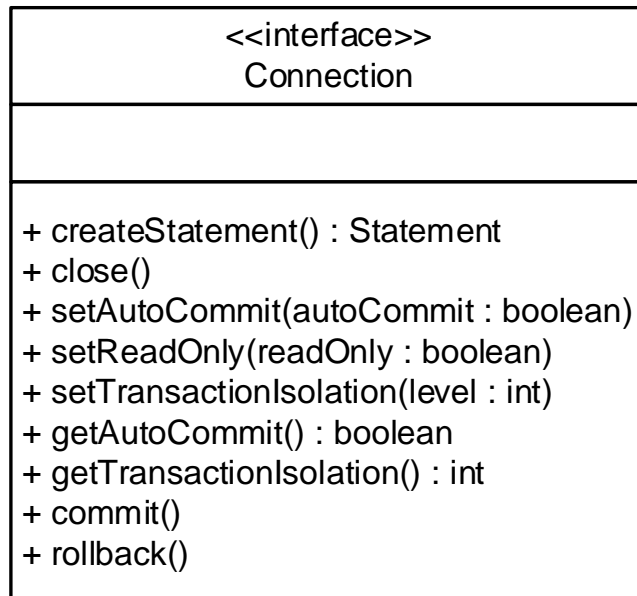 <<interface>>
Connection
+ createStatement() : Statement
+ close()
+ setAutoCommit(autoCommit : boolean)
+ setReadOnly(readOnly : boolean)
+ setTransactionIsolation(level : int)
+ getAutoCommit() : boolean
+ getTransactionIsolation() : int
+ commit()
+ rollback()